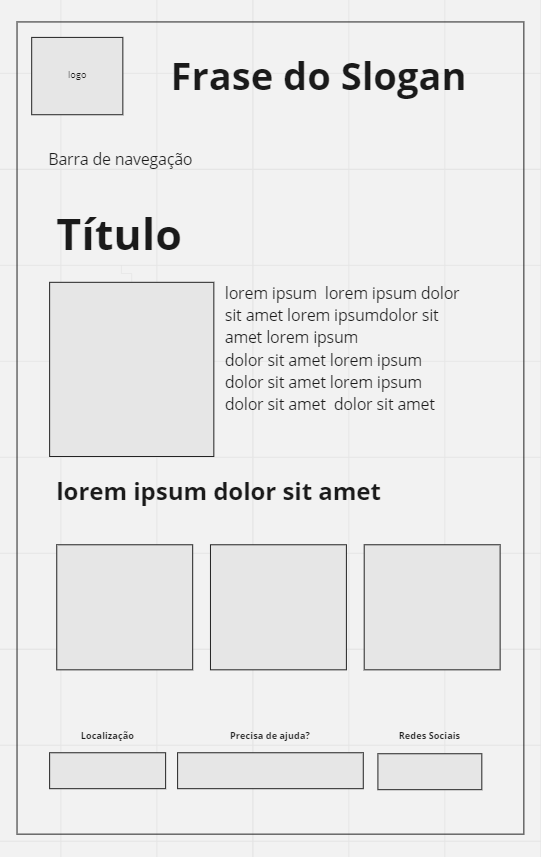 logo
Frase do Slogan
Barra de navegação
Título
lorem ipsum  lorem ipsum dolor
sit amet lorem ipsumdolor sit
amet lorem ipsum
dolor sit amet lorem ipsum
dolor sit amet lorem ipsum
dolor sit amet  dolor sit amet
lorem ipsum dolor sit amet
Localização
Precisa de ajuda?
Redes Sociais